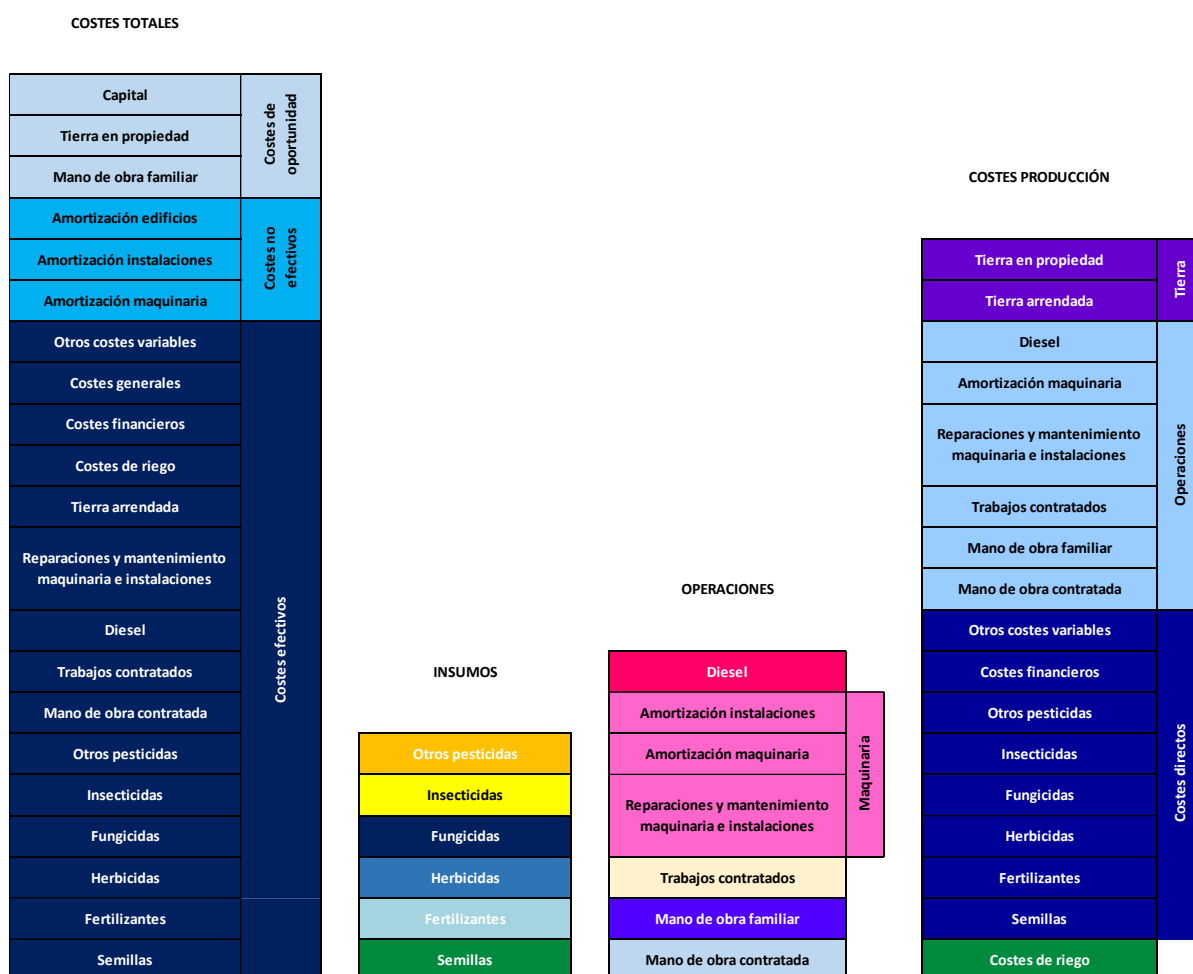 COSTES TOTALES
Capital
Tierra en propiedad
Mano de obra familiar
Costes de
oportunidad
Amortización edificios
Amortización instalaciones
Amortización maquinaria
Costes no
efectivos
Otros costes variables
Costes generales
Costes financieros
Costes de riego
Tierra arrendada
Reparaciones y mantenimiento
maquinaria e instalaciones
Diesel
Trabajos contratados
Mano de obra contratada
Otros pesticidas
Insecticidas
Fungicidas
Herbicidas
Fertilizantes
Semillas
Costes efectivos
INSUMOS
Otros pesticidas
Insecticidas
Fungicidas
Herbicidas
Fertilizantes
Semillas
OPERACIONES
Diesel
Amortización instalaciones
Amortización maquinaria
Reparaciones y mantenimiento
maquinaria e instalaciones
Maquinaria
Trabajos contratados
Mano de obra familiar
Mano de obra contratada
COSTES PRODUCCIÓN
Tierra en propiedad
Tierra arrendada
Tierra
Diesel
Amortización maquinaria
Reparaciones y mantenimiento
maquinaria e instalaciones
Trabajos contratados
Mano de obra familiar
Mano de obra contratada
Operaciones
Otros costes variables
Costes financieros
Otros pesticidas
Insecticidas
Fungicidas
Herbicidas
Fertilizantes
Semillas
Costes directos
Costes de riego